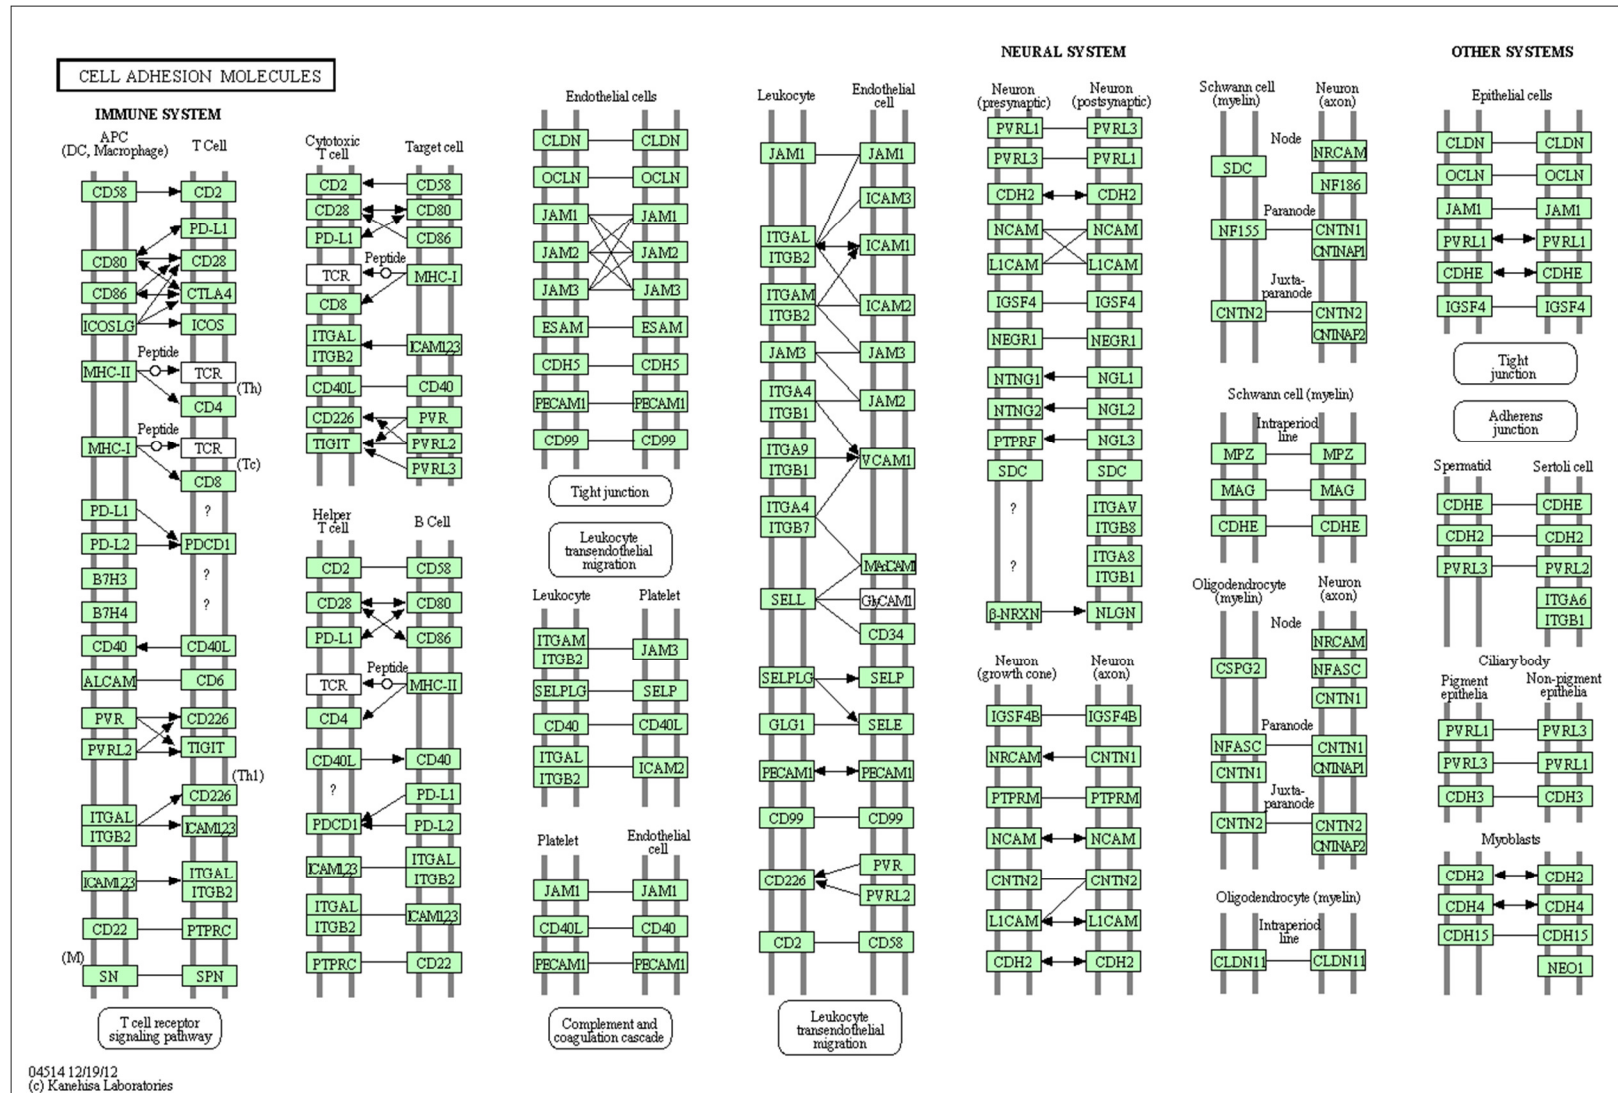 CELL ADHESION MOLECULES
IMMUNE SYSTEM
APC
(DC, Macrophage)
T Cell
CD58
CD2
PD-L1
CD80
CD28
CD86
CTLA4
ICOSLG
ICOS
Peptide
MHC-II
TCR
(Th)
CD4
Peptide
MHC-I
TCR
(Tc)
CD8
PD-L1
?
PD-L2
PDCD1
B7H3
?
B7H4
?
CD40
CD40L
ALCAM
CD6
PVR
CD226
PVRL2
TIGIT
(Th1)
CD226
ITGAL
ITGB2
ICAM1,2,3
ICAM1,2,3
ITGAL
ITGB2
CD22
PTPRC
(M)
SN
SPN
T cell receptor
signaling pathway
04514 12/19/12
(c) Kanehisa Laboratories
Cytotoxic
T cell
Target cell
CD2
CD58
CD28
CD80
PD-L1
CD86
Peptide
TCR
MHC-I
CD8
ITGAL
ITGB2
ICAM1,2,3
CD40L
CD40
CD226
PVR
TIGIT
PVRL2
PVRL3
Helper
T cell
B Cell
CD2
CD58
CD28
CD80
PD-L1
CD86
Peptide
TCR
MHC-II
CD4
CD40L
CD40
?
PD-L1
PDCD1
PD-L2
ICAM1,2,3
ITGAL
ITGB2
ITGAL
ITGB2
ICAM1,2,3
PTPRC
CD22
Endothelial cells
CLDN
CLDN
OCLN
OCLN
JAM1
JAM1
JAM2
JAM2
JAM3
JAM3
ESAM
ESAM
CDH5
CDH5
PECAM1
PECAM1
CD99
CD99
Tight junction
Leukocyte
transendothelial
migration
Leukocyte
Platelet
ITGAM
ITGB2
JAM3
SELPLG
SELP
CD40
CD40L
ITGAL
ITGB2
ICAM2
Platelet
Endothelial
cell
JAM1
JAM1
CD40L
CD40
PECAM1
PECAM1
Complement and
coagulation cascade
Leukocyte
Endothelial
cell
JAM1
JAM1
ICAM3
ITGAL
ITGB2
ICAM1
ITGAM
ITGB2
ICAM2
JAM3
JAM3
ITGA4
ITGB1
JAM2
ITGA9
ITGB1
VCAM1
ITGA4
ITGB7
MAdCAM1
SELL
GlyCAM1
CD34
SELPLG
SELP
GLG1
SELE
PECAM1
PECAM1
CD99
CD99
PVR
CD226
PVRL2
CD2
CD58
Leukocyte
transendothelial
migration
NEURAL SYSTEM
Neuron
(presynaptic)
Neuron
(postsynaptic)
PVRL1
PVRL3
PVRL3
PVRL1
CDH2
CDH2
NCAM
NCAM
L1CAM
L1CAM
IGSF4
IGSF4
NEGR1
NEGR1
NTNG1
NGL1
NTNG2
NGL2
PTPRF
NGL3
SDC
SDC
?
ITGAV
ITGB8
?
ITGA8
ITGB1
β-NRXN
NLGN
Neuron
(growth cone)
Neuron
(axon)
IGSF4B
IGSF4B
NRCAM
CNTN1
PTPRM
PTPRM
NCAM
NCAM
CNTN2
CNTN2
L1CAM
L1CAM
CDH2
CDH2
Schwann cell
(myelin)
Neuron
(axon)
Node
NRCAM
SDC
NF186
Paranode
NF155
CNTN1
CNTNAP1
Juxta-
paranode
CNTN2
CNTN2
CNTNAP2
Schwann cell (myelin)
Intraperiod
line
MPZ
MPZ
MAG
MAG
CDHE
CDHE
Oligodendrocyte
(myelin)
Neuron
(axon)
Node
NRCAM
CSPG2
NFASC
CNTN1
Paranode
NFASC
CNTN1
CNTN1
CNTNAP1
Juxta-
paranode
CNTN2
CNTN2
CNTNAP2
Oligodendrocyte (myelin)
Intraperiod
line
CLDN11
CLDN11
OTHER SYSTEMS
Epithelial cells
CLDN
CLDN
OCLN
OCLN
JAM1
JAM1
PVRL1
PVRL1
CDHE
CDHE
IGSF4
IGSF4
Tight
junction
Adherens
junction
Spermatid
Sertoli cell
CDHE
CDHE
CDH2
CDH2
PVRL3
PVRL2
ITGA6
ITGB1
Ciliary body
Pigment
epithelia
Non-pigment
epithelia
PVRL1
PVRL3
PVRL3
PVRL1
CDH3
CDH3
Myoblasts
CDH2
CDH2
CDH4
CDH4
CDH15
CDH15
NEO1